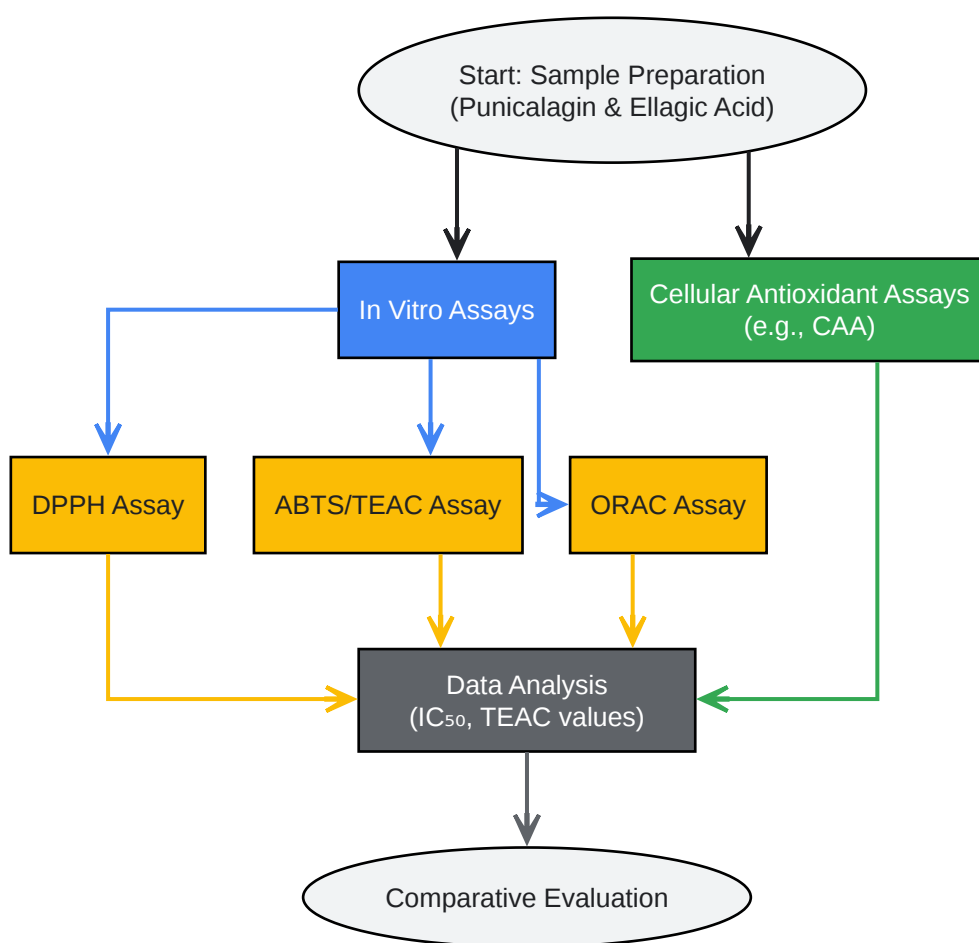 Start: Sample Preparation
(Punicalagin & Ellagic Acid)
In Vitro Assays
Cellular Antioxidant Assays
(e.g., CAA)
DPPH Assay
ABTS/TEAC Assay
ORAC Assay
Data Analysis
(IC₅₀, TEAC values)
Comparative Evaluation